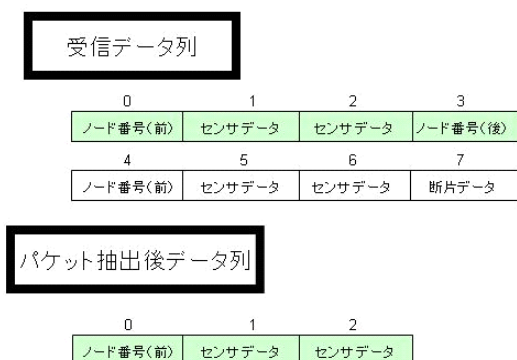 受信データ列
0 1 2 3
ノード番号(前) センサデータ センサデータ ノード番号(後)
4 5 6 7
ノード番号(前) センサデータ センサデータ 断片データ
パケット抽出後データ列
0 1 2
ノード番号(前) センサデータ センサデータ